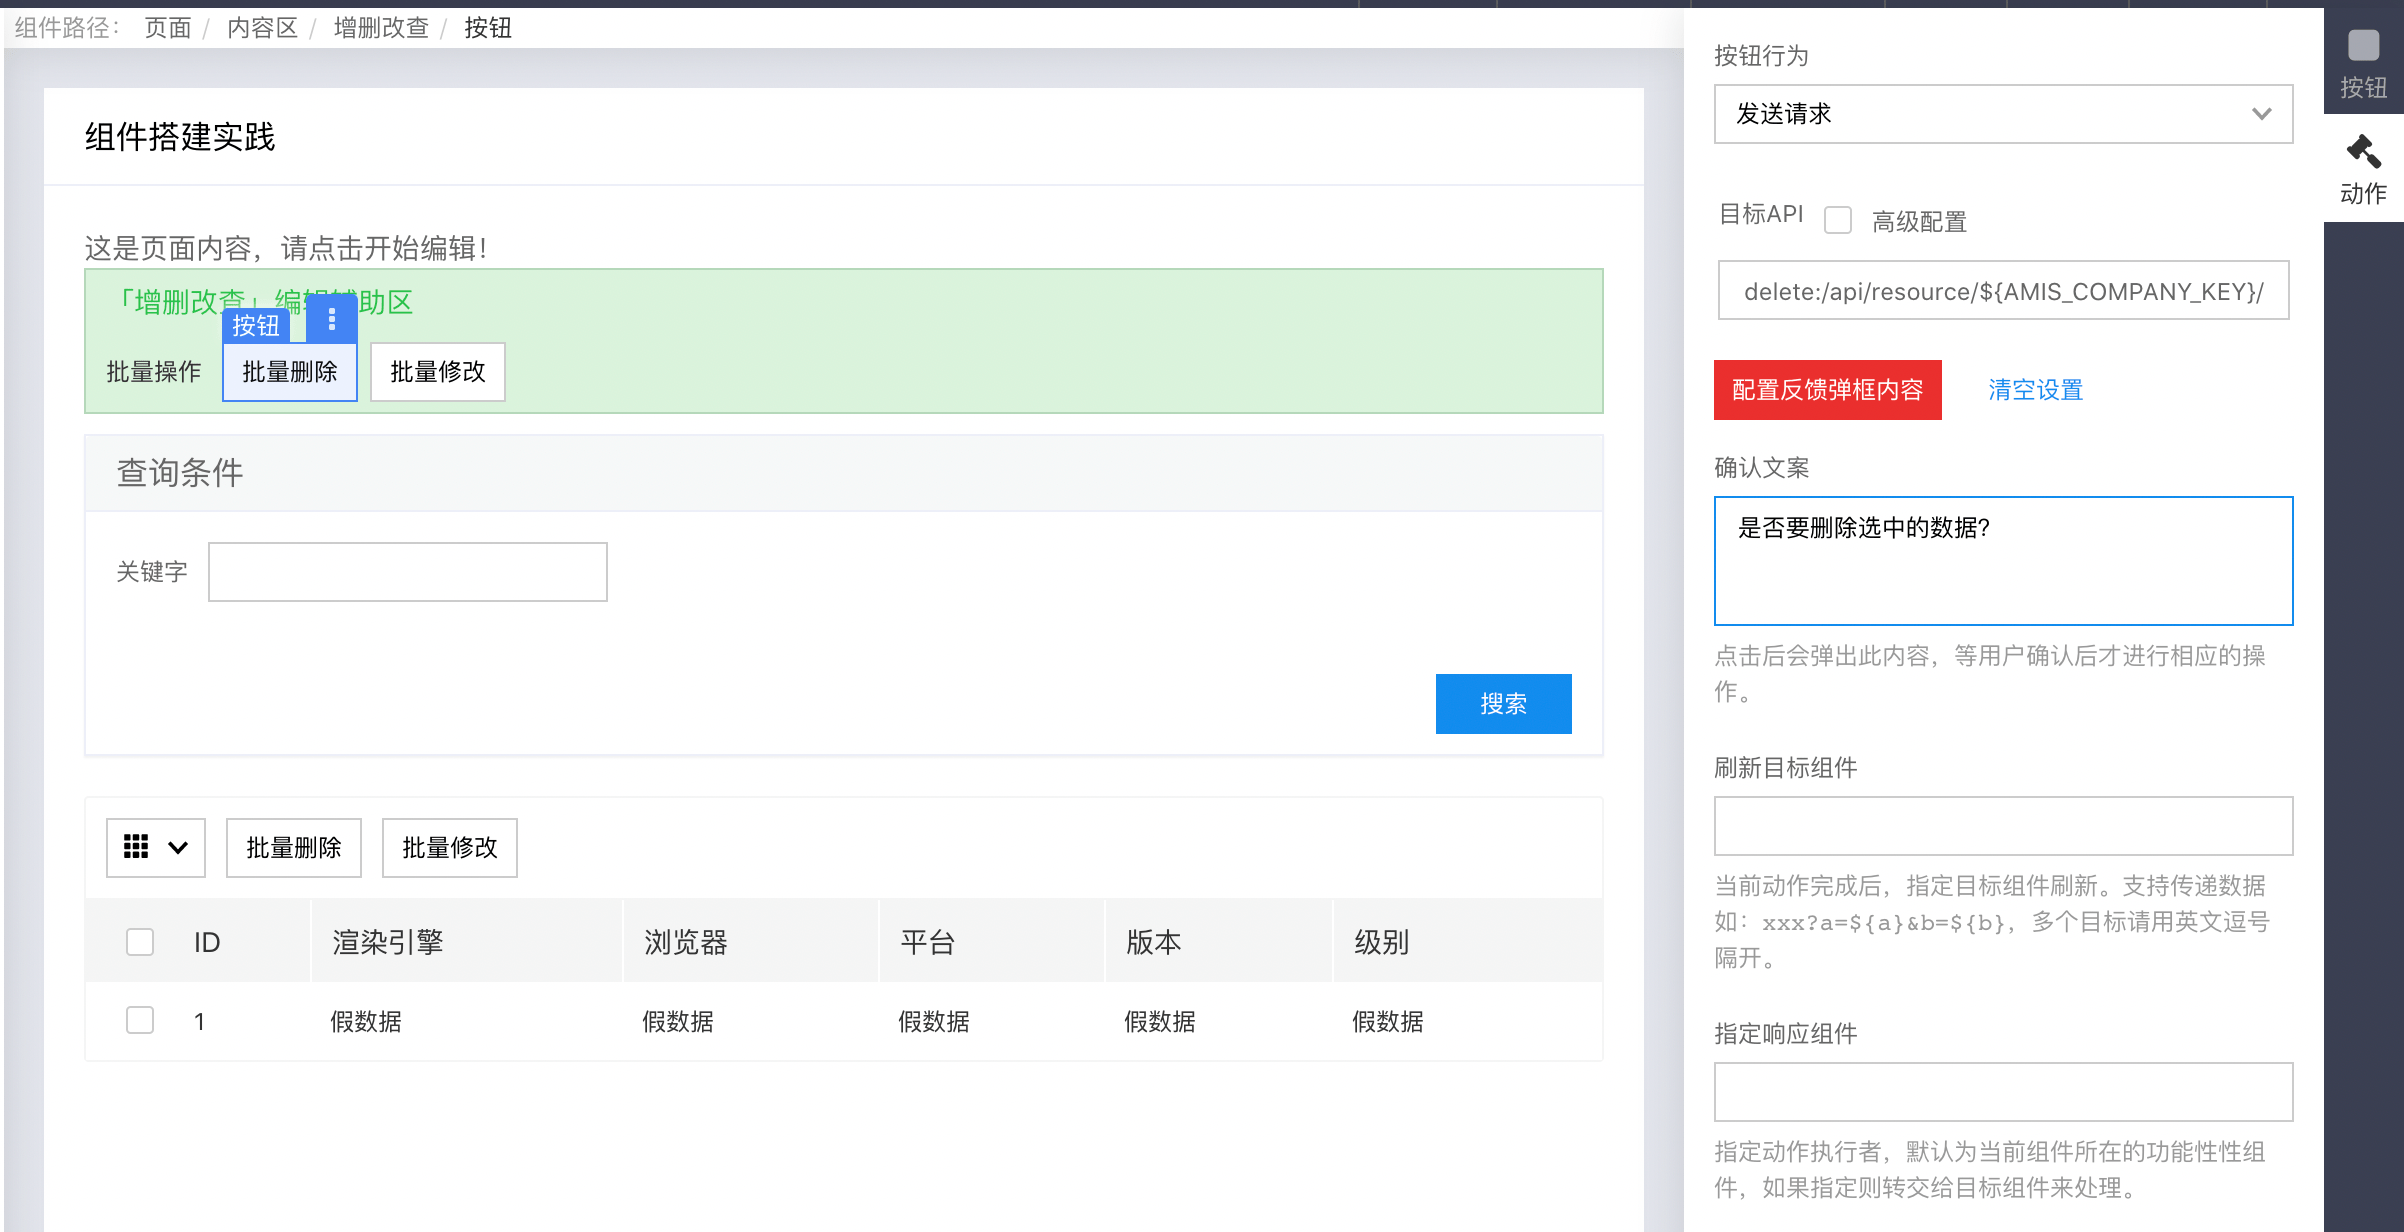 组件路径： 页面 / 内容区 / 增删改查 / 按钮
组件搭建实践
这是页面内容，请点击开始编辑！
「增删改查」编辑辅助区
按钮
批量操作 批量删除 批量修改
查询条件
关键字
搜索
批量删除 批量修改
ID 渲染引擎 浏览器 平台 版本 级别
1 假数据 假数据 假数据 假数据 假数据
按钮行为
发送请求
目标API 高级配置
delete:/api/resource/${AMIS_COMPANY_KEY}/
配置反馈弹框内容 清空设置
确认文案
是否要删除选中的数据?
点击后会弹出此内容，等用户确认后才进行相应的操
作。
刷新目标组件
当前动作完成后，指定目标组件刷新。支持传递数据
如：xxx?a=${a}&b=${b}，多个目标请用英文逗号
隔开。
指定响应组件
指定动作执行者，默认为当前组件所在的功能性性组
件，如果指定则转交给目标组件来处理。
按钮
动作